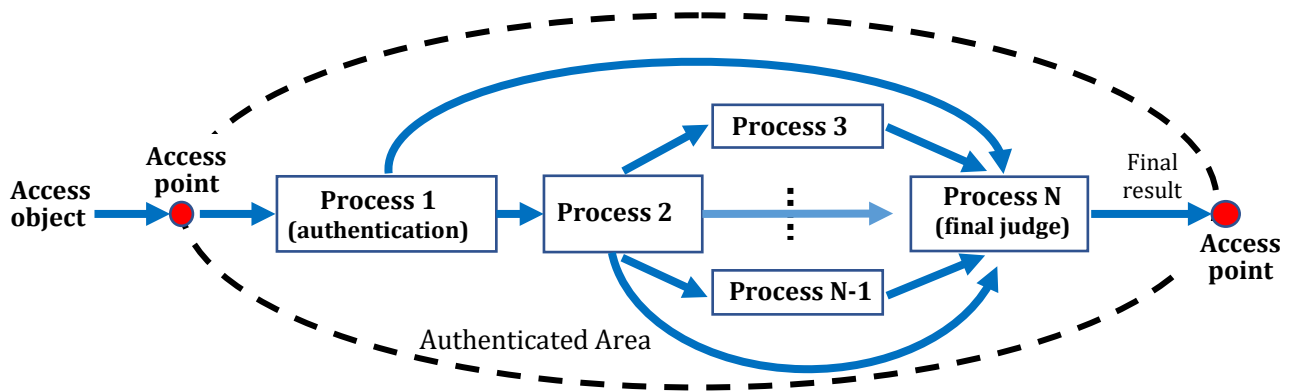 Access
object
Access
point
Process 1
(authentication)
Process 2
Process 3
Process N-1
Process N
(final judge)
Final
result
Access
point
Authenticated Area